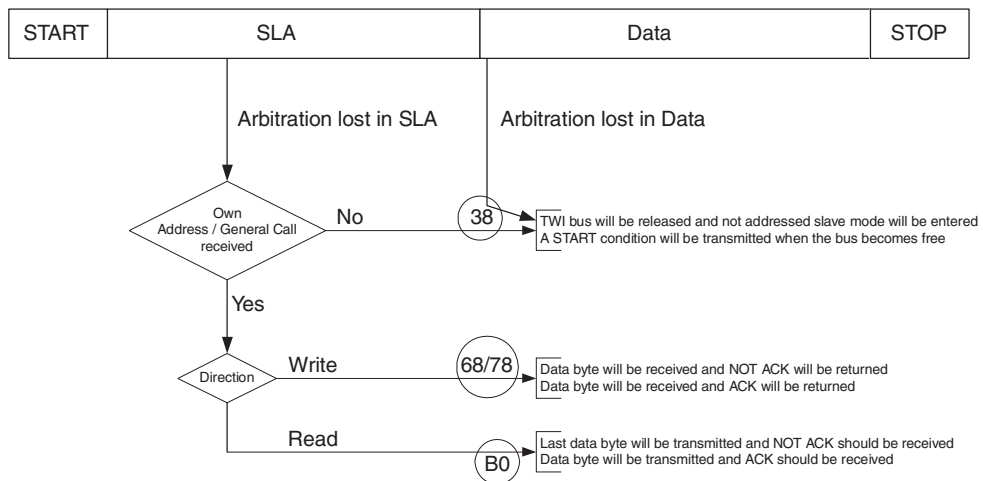 START SLA Data STOP
Arbitration lost in SLA Arbitration lost in Data
Own
Address / General Call
received
No
38
TWI bus will be released and not addressed slave mode will be entered
A START condition will be transmitted when the bus becomes free
Yes
Direction
Write
68/78
Data byte will be received and NOT ACK will be returned
Data byte will be received and ACK will be returned
Read
B0
Last data byte will be transmitted and NOT ACK should be received
Data byte will be transmitted and ACK should be received